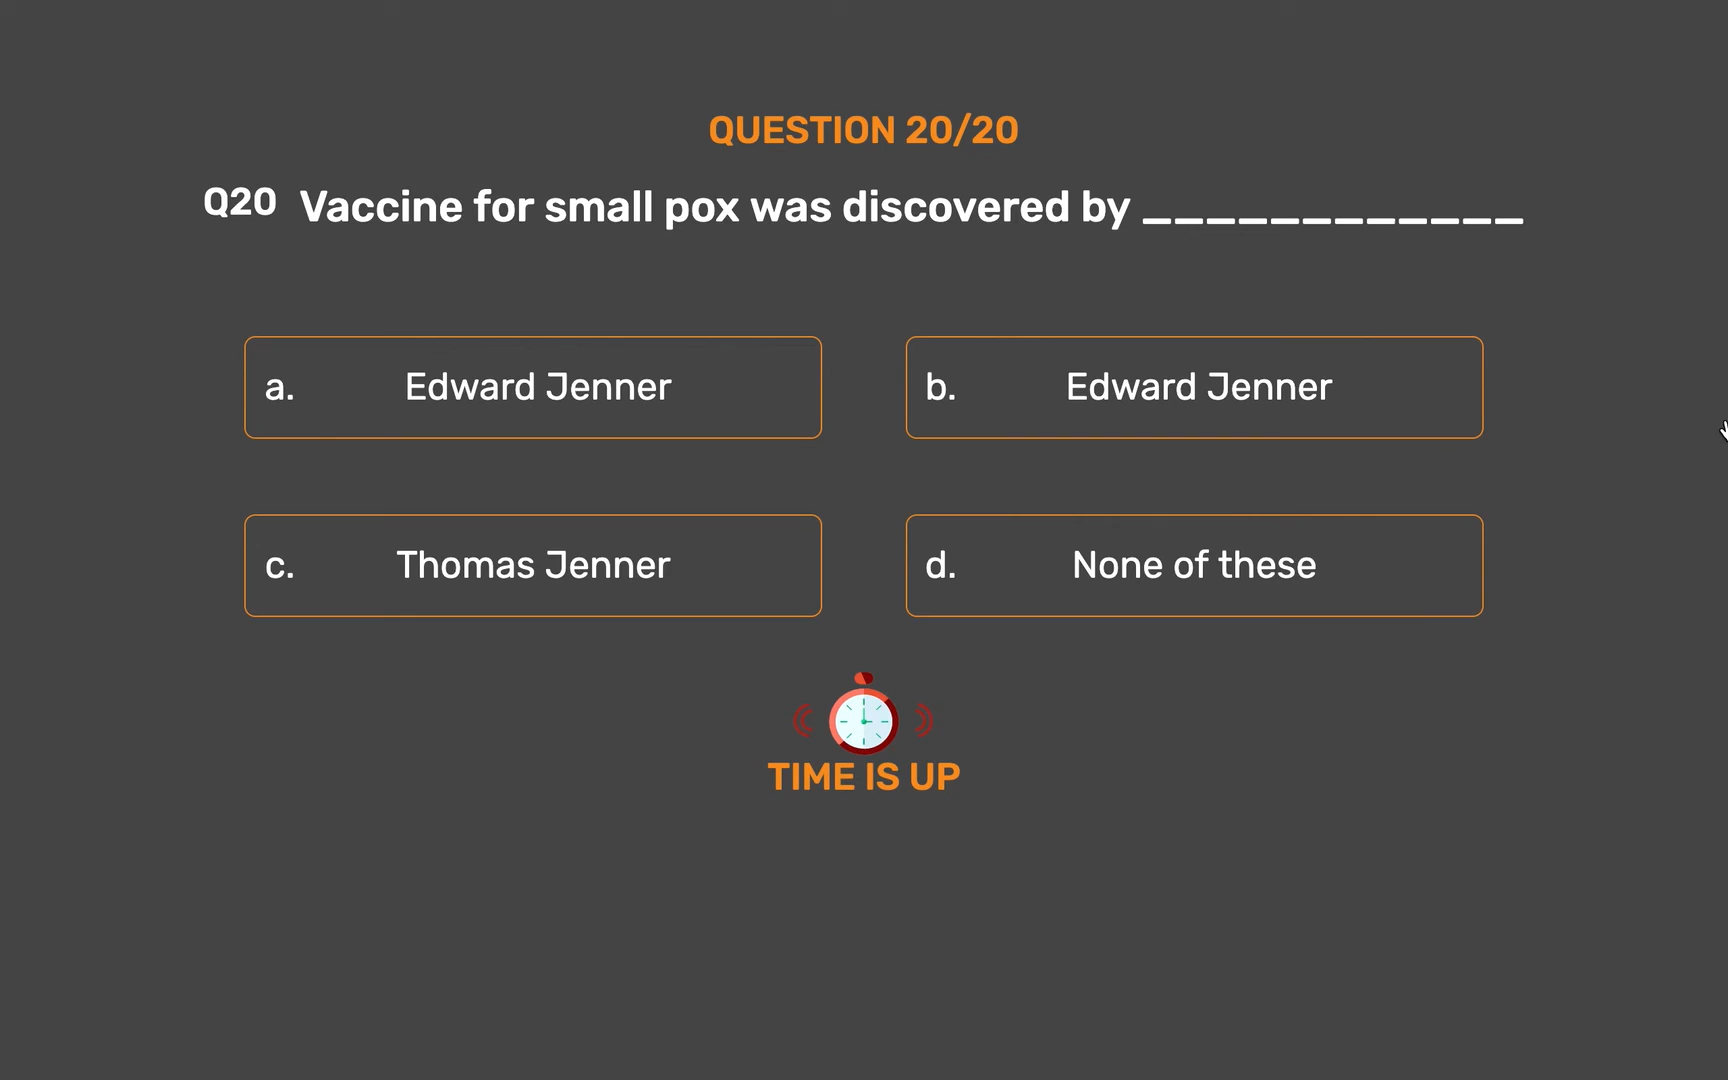 QUESTION 20/20
Q20 Vaccine for small pox was discovered by ____________
a. Edward Jenner
b. Edward Jenner
c. Thomas Jenner
d. None of these
TIME IS UP